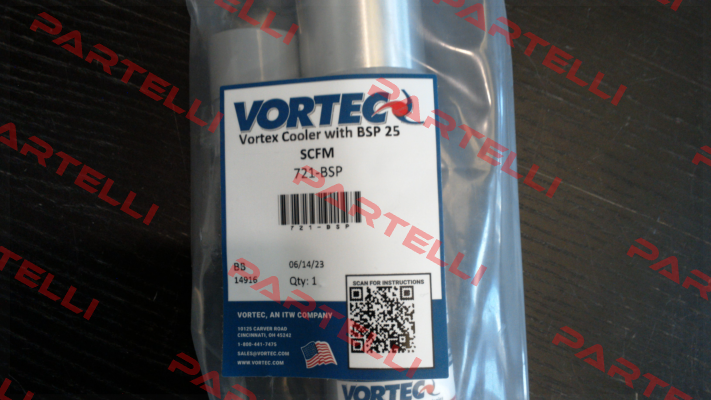 VORTEC
Vortex Cooler with BSP 25
SCFM
721-BSP
721-BSP
BB
06/14/23
14916
Qty: 1
SCAN FOR INSTRUCTIONS
VORTEC, AN ITW COMPANY
10125 CARVER ROAD
CINCINNATI, OH 45242
1-800-441-7475
SALES@VORTEC.COM
WWW.VORTEC.COM
VORTEC
PARTELLI
PARTELLI
PARTELLI
PARTELLI
PARTELLI
PARTELLI